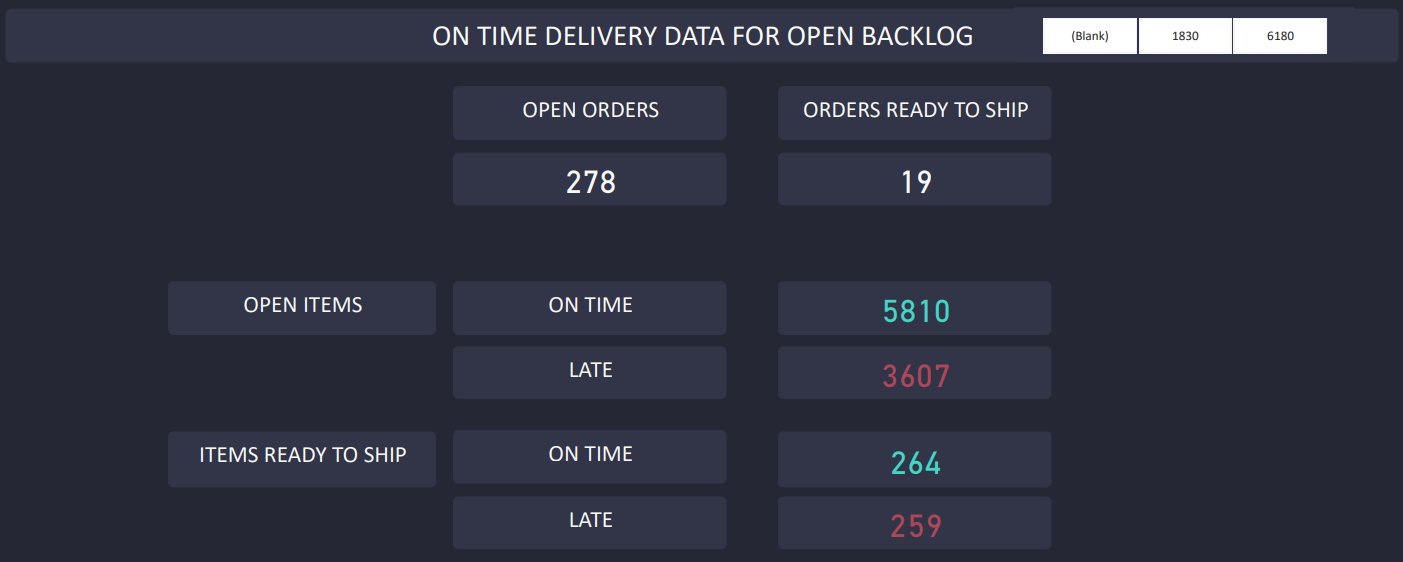 ON TIME DELIVERY DATA FOR OPEN BACKLOG
(Blank) 1830 6180
OPEN ORDERS ORDERS READY TO SHIP
278 19
OPEN ITEMS ON TIME 5810
LATE 3607
ITEMS READY TO SHIP ON TIME 264
LATE 259